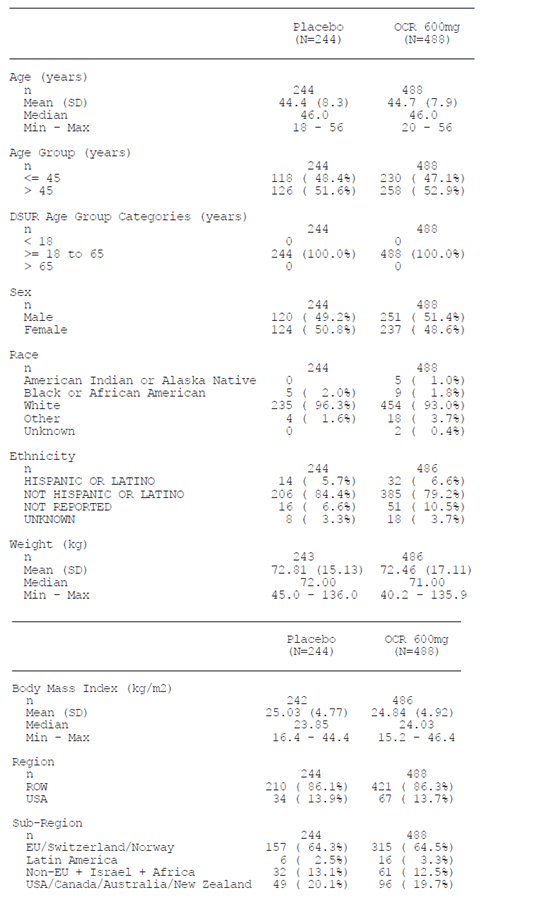 Placebo OCR 600mg
(N=244) (N=488)
Age (years)
n 244 488
Mean (SD) 44.4 (8.3) 44.7 (7.9)
Median 46.0 46.0
Min - Max 18 - 56 20 - 56
Age Group (years)
n 244 488
<= 45 118 ( 48.4%) 230 ( 47.1%)
> 45 126 ( 51.6%) 258 ( 52.9%)
DSUR Age Group Categories (years)
n 244 488
< 18 0 0
>= 18 to 65 244 (100.0%) 488 (100.0%)
> 65 0 0
Sex
n 244 488
Male 120 ( 49.2%) 251 ( 51.4%)
Female 124 ( 50.8%) 237 ( 48.6%)
Race
n 244 488
American Indian or Alaska Native 0 5 ( 1.0%)
Black or African American 5 ( 2.0%) 9 ( 1.8%)
White 235 ( 96.3%) 454 ( 93.0%)
Other 4 ( 1.6%) 18 ( 3.7%)
Unknown 0 2 ( 0.4%)
Ethnicity
n 244 486
HISPANIC OR LATINO 14 ( 5.7%) 32 ( 6.6%)
NOT HISPANIC OR LATINO 206 ( 84.4%) 385 ( 79.2%)
NOT REPORTED 16 ( 6.6%) 51 ( 10.5%)
UNKNOWN 8 ( 3.3%) 18 ( 3.7%)
Weight (kg)
n 243 486
Mean (SD) 72.81 (15.13) 72.46 (17.11)
Median 72.00 71.00
Min - Max 45.0 - 136.0 40.2 - 135.9
Placebo OCR 600mg
(N=244) (N=488)
Body Mass Index (kg/m2)
n 242 486
Mean (SD) 25.03 (4.77) 24.84 (4.92)
Median 23.85 24.03
Min - Max 16.4 - 44.4 15.2 - 46.4
Region
n 244 488
ROW 210 ( 86.1%) 421 ( 86.3%)
USA 34 ( 13.9%) 67 ( 13.7%)
Sub-Region
n 244 488
EU/Switzerland/Norway 157 ( 64.3%) 315 ( 64.5%)
Latin America 6 ( 2.5%) 16 ( 3.3%)
Non-EU + Israel + Africa 32 ( 13.1%) 61 ( 12.5%)
USA/Canada/Australia/New Zealand 49 ( 20.1%) 96 ( 19.7%)